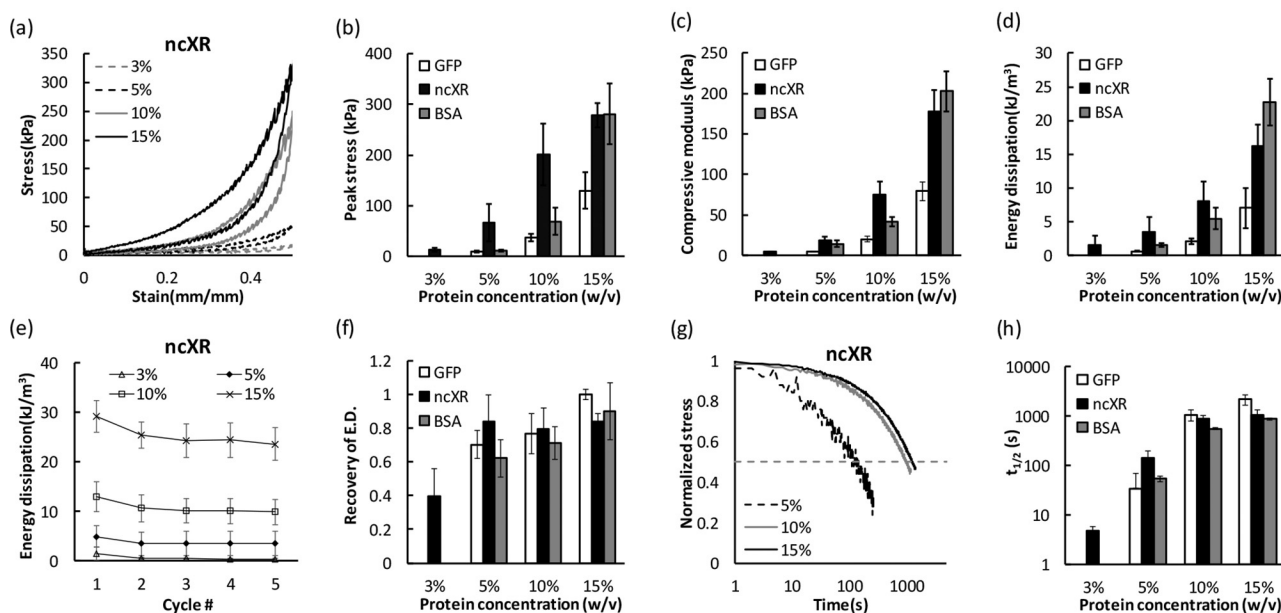 (a)
ncXR
3%
5%
10%
15%
350
300
250
200
150
100
50
0
Stress(kPa)
0
0.2
0.4
Stain(mm/mm)
(b)
GFP
ncXR
BSA
400
300
200
100
0
Peak stress (kPa)
3% 5% 10% 15%
Protein concentration (w/v)
(c)
GFP
ncXR
BSA
250
200
150
100
50
0
Compressive moduuls (kPa)
3% 5% 10% 15%
Protein concentration (w/v)
(d)
GFP
ncXR
BSA
30
25
20
15
10
5
0
Energy dissipation(kJ/m³)
3% 5% 10% 15%
Protein concentration (w/v)
(e)
ncXR
3% 5%
10% 15%
40
30
20
10
0
Energy dissipation(kJ/m³)
1 2 3 4 5
Cycle #
(f)
GFP
ncXR
BSA
1.2
1
0.8
0.6
0.4
0.2
0
Recovery of E.D.
3% 5% 10% 15%
Protein concentration (w/v)
(g)
ncXR
1
0.8
0.6
0.4
0.2
0
Normalized stress
5%
10%
15%
1 10 100 1000
Time(s)
(h)
GFP
ncXR
BSA
10000
1000
100
10
1
t1/2 (s)
3% 5% 10% 15%
Protein concentration (w/v)